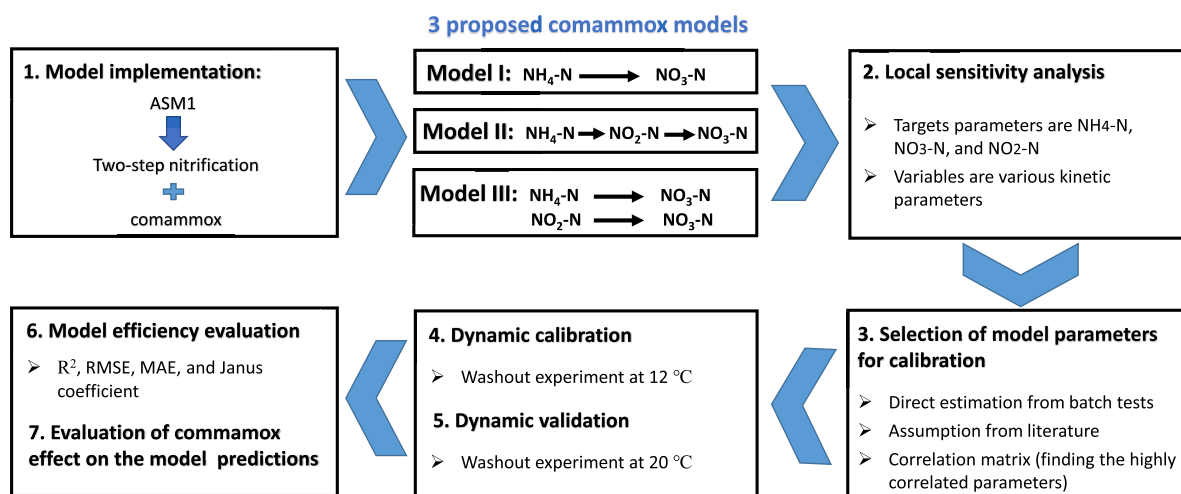 3 proposed comammox models
1. Model implementation:
ASM1
Two-step nitrification
comammox
Model I: NH₄-N NO₃-N
Model II: NH₄-N NO₂-N NO₃-N
Model III: NH₄-N NO₃-N
NO₂-N NO₃-N
2. Local sensitivity analysis
➢ Targets parameters are NH4-N,
NO3-N, and NO2-N
➢ Variables are various kinetic
parameters
3. Selection of model parameters
for calibration
➢ Direct estimation from batch tests
➢ Assumption from literature
➢ Correlation matrix (finding the highly
correlated parameters)
4. Dynamic calibration
➢ Washout experiment at 12 ℃
5. Dynamic validation
➢ Washout experiment at 20 ℃
6. Model efficiency evaluation
➢ R², RMSE, MAE, and Janus
coefficient
7. Evaluation of commamox
effect on the model predictions